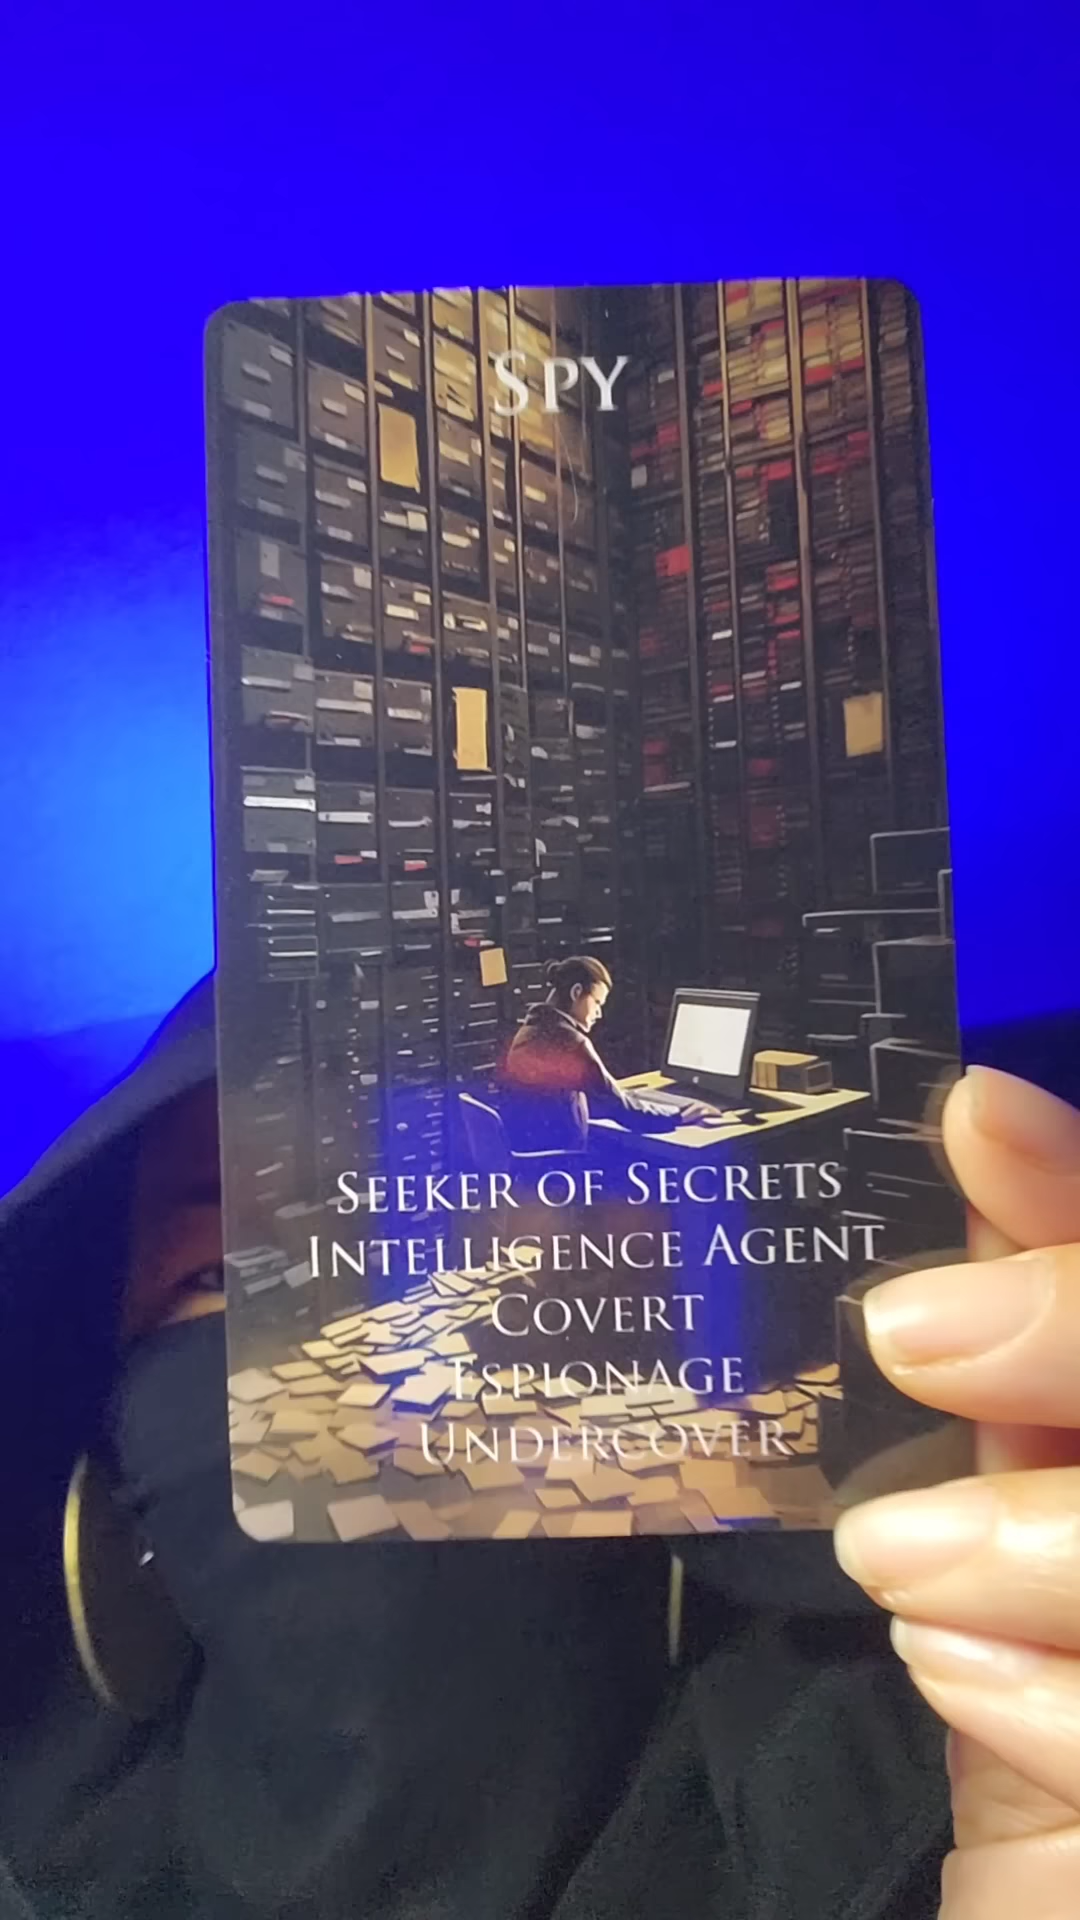 Spy
Seeker of Secrets
Intelligence Agent
Covert
Espionage
Undercover